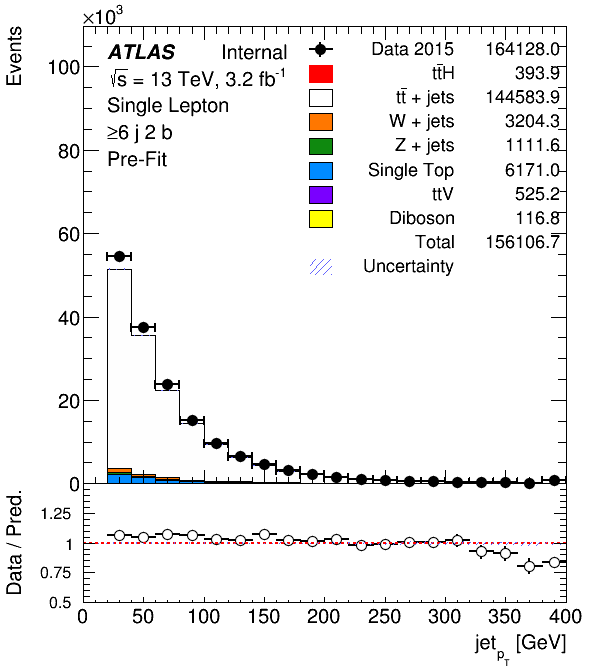 ×10³
Events
ATLAS Internal
√s = 13 TeV, 3.2 fb⁻¹
Single Lepton
≥6 j 2 b
Pre-Fit
Data 2015 164128.0
tt̄H 393.9
tt̄ + jets 144583.9
W + jets 3204.3
Z + jets 1111.6
Single Top 6171.0
ttV 525.2
Diboson 116.8
Total 156106.7
Uncertainty
100
80
60
40
20
0
Data / Pred.
1.25
1
0.75
0.5
0 50 100 150 200 250 300 350 400
jet_pT [GeV]